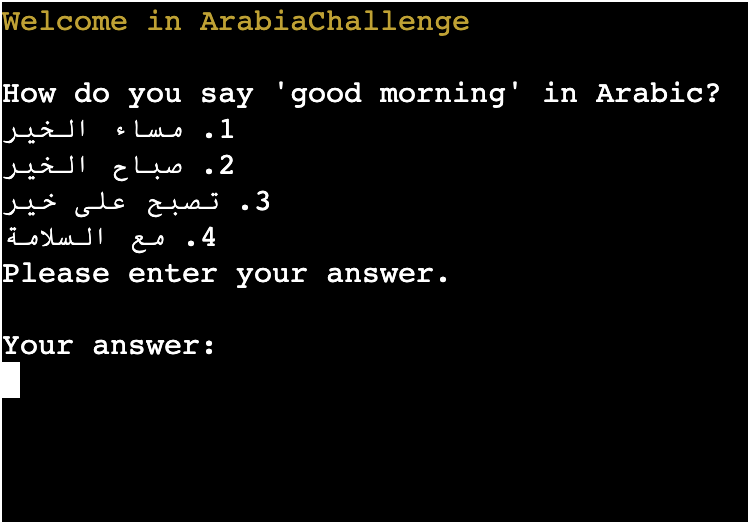 Welcome in ArabiaChallenge
How do you say 'good morning' in Arabic?
1. مساء الخير
2. صباح الخير
3. تصبح على خير
4. مع السلامة
Please enter your answer.
Your answer: